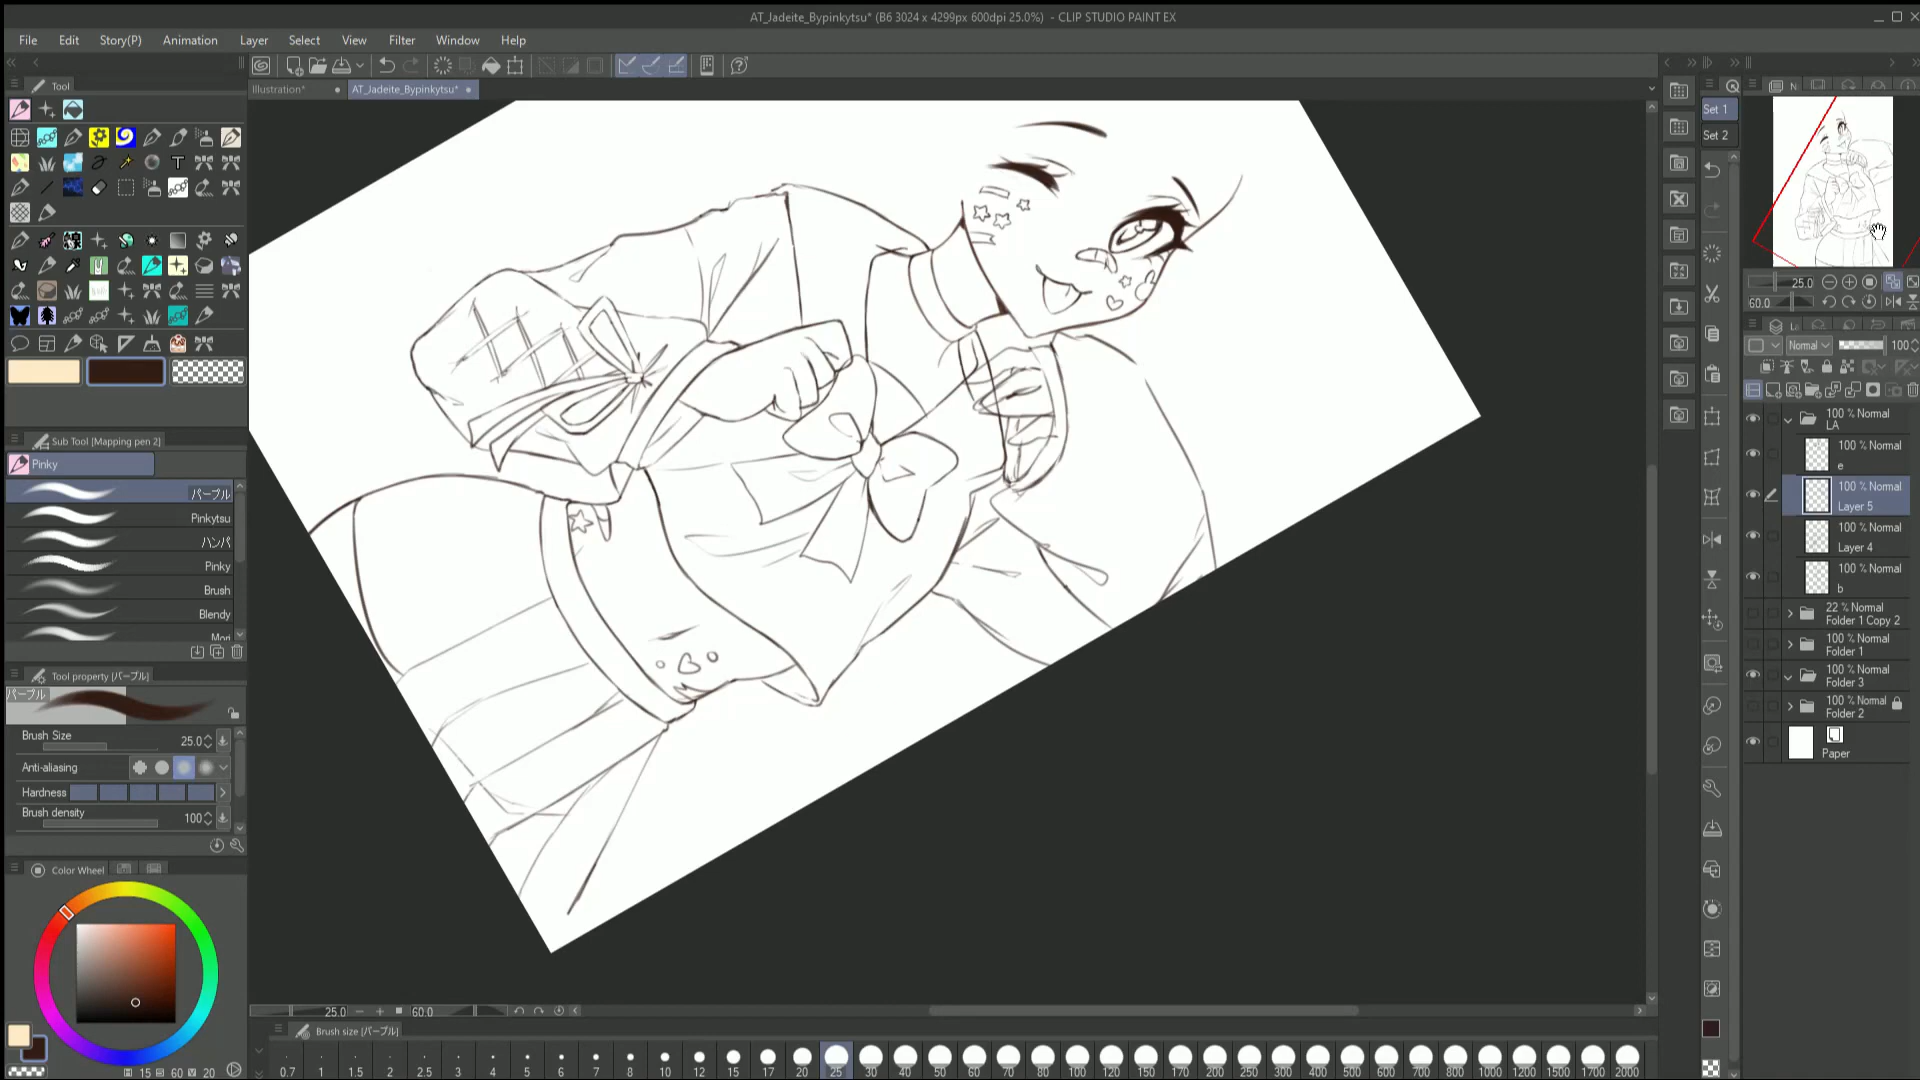 AT_Jadeite_Bypinkytsu* (B6 3024 x 4299px 600dpi 25.0%) - CLIP STUDIO PAINT EX
File Edit Story(P) Animation Layer Select View Filter Window Help
Tool
Illustration*
AT_Jadeite_Bypinkytsu*
Set 1
Set 2
25.0
60.0
Normal 100
100 % Normal
LA
100 % Normal
e
100 % Normal
Layer 5
100 % Normal
Layer 4
100 % Normal
b
22 % Normal
Folder 1 Copy 2
100 % Normal
Folder 1
100 % Normal
Folder 3
100 % Normal
Folder 2
Paper
Sub Tool [Mapping pen 2]
Pinky
パープル
Pinkytsu
ハンパ
Pinky
Brush
Blendy
Mori
Tool property [パープル]
パープル
Brush Size 25.0
Anti-aliasing
Hardness
Brush density 100
Color Wheel
15 60 20
25.0 60.0
Brush size [パープル]
0.7 1 1.5 2 2.5 3 4 5 6 7 8 10 12 15 17 20 25 30 40 50 60 70 80 100 120 150 170 200 250 300 400 500 600 700 800 1000 1200 1500 1700 2000